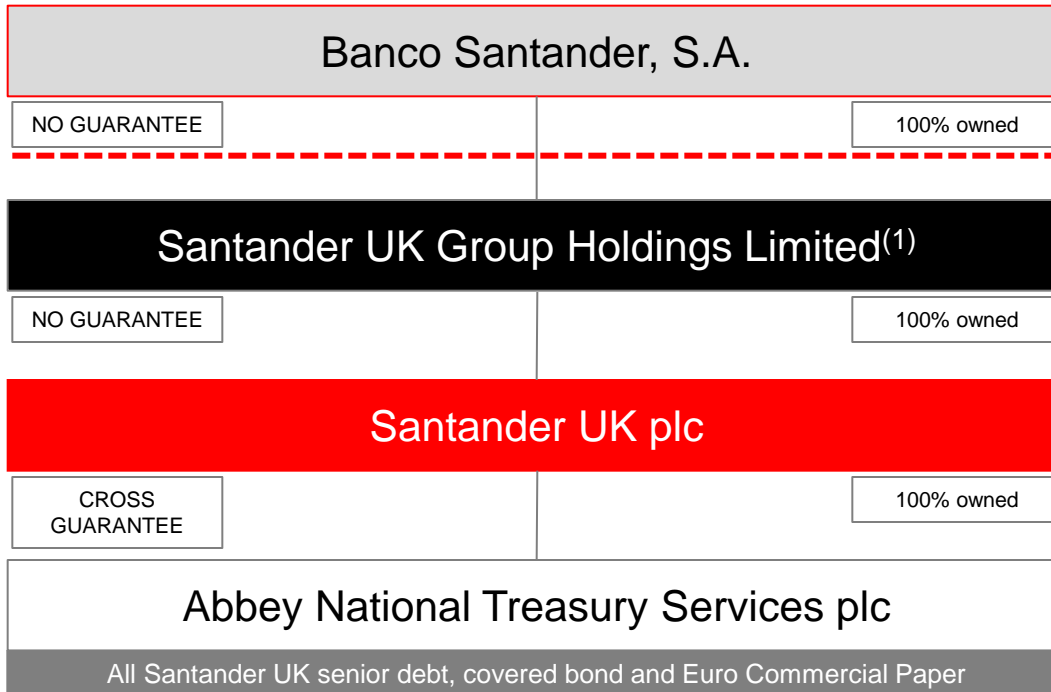 Banco Santander, S.A.
NO GUARANTEE
100% owned
Santander UK Group Holdings Limited(1)
NO GUARANTEE
100% owned
Santander UK plc
CROSS
GUARANTEE
100% owned
Abbey National Treasury Services plc
All Santander UK senior debt, covered bond and Euro Commercial Paper